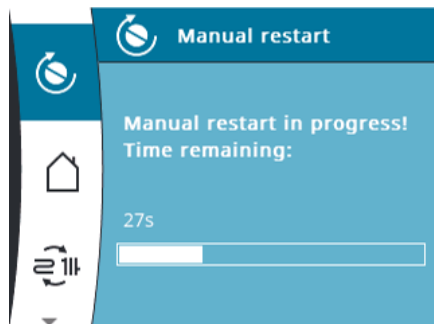 Manual restart
Manual restart in progress!
Time remaining:
27s